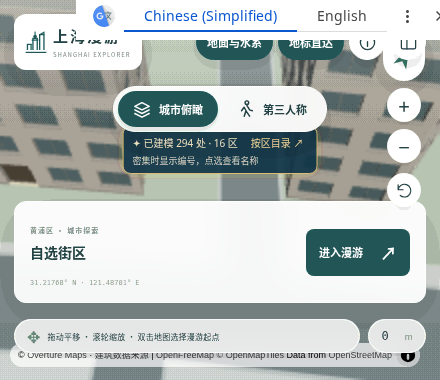 Chinese (Simplified) English
上海漫游
SHANGHAI EXPLORER
地面与水系 地标直达
城市俯瞰 第三人称
✦ 已建模 294 处 · 16 区 按区目录 ↗
密集时显示编号，点选查看名称
黄浦区 · 城市探索
自选街区
进入漫游 ↗
31.21768° N · 121.48781° E
拖动平移 · 滚轮缩放 · 双击地图选择漫游起点
0 m
© Overture Maps · 建筑数据来源 | OpenFreeMap © OpenMapTiles Data from OpenStreetMap